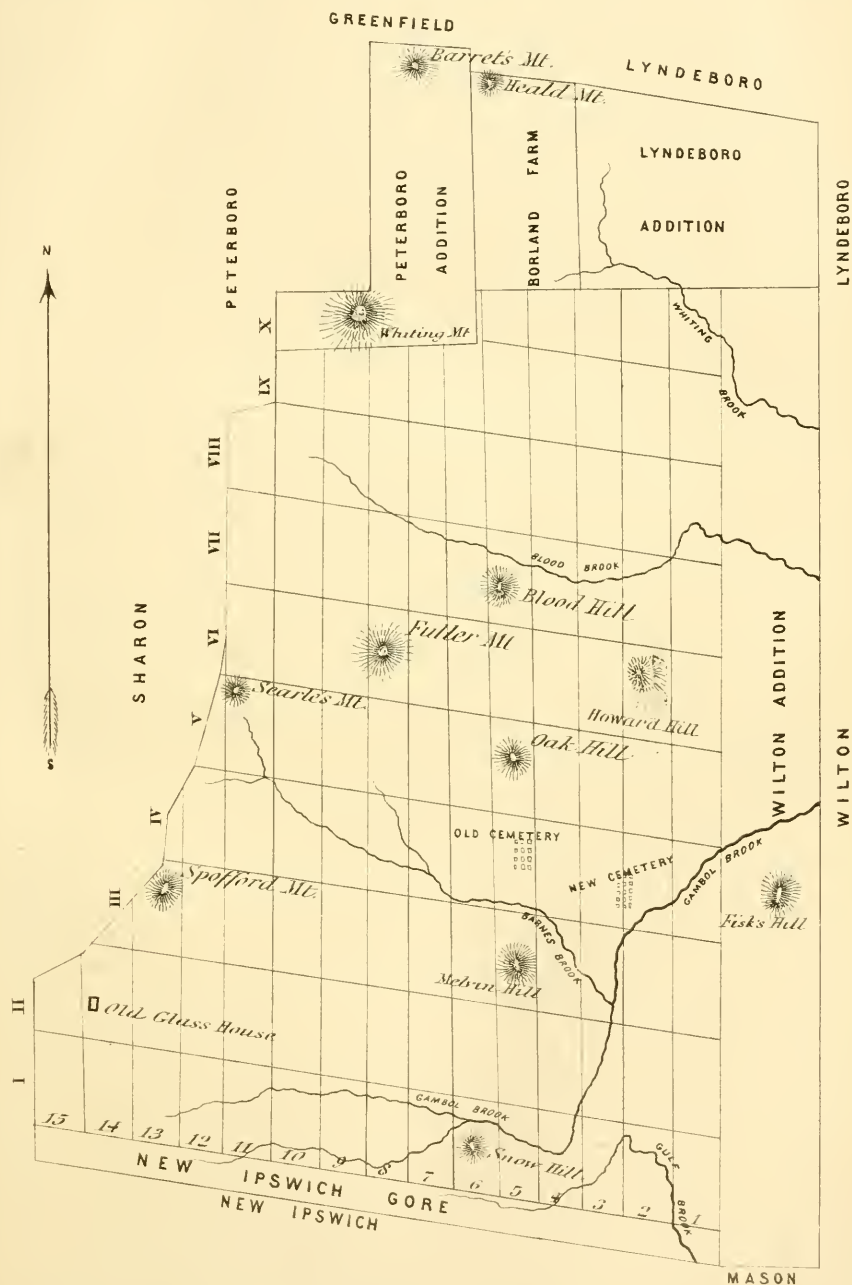 GREENFIELD
Barret's Mt.
LYNDEBORO
Heald Mt.
LYNDEBORO
ADDITION
BORLAND FARM
PETERBORO
ADDITION
PETERBORO
LYNDEBORO
N
S
Whiting Mt
WHITING
BROOK
X
IX
VIII
VII
VI
V
IV
III
II
I
BLOOD BROOK
Blood Hill
Fuller Mt
SHARON
Searle's Mt.
Howard Hill
WILTON ADDITION
WILTON
Oak Hill
OLD CEMETERY
NEW CEMETERY
GAMBOL BROOK
Spofford Mt.
Fisk's Hill
BARNES
BROOK
Melvin Hill
Old Glass House
GAMBOL BROOK
Snow Hill.
GULF
BROOK
15 14 13 12 11 10 9 8 7 6 5 4 3 2 1
NEW IPSWICH GORE
NEW IPSWICH
MASON